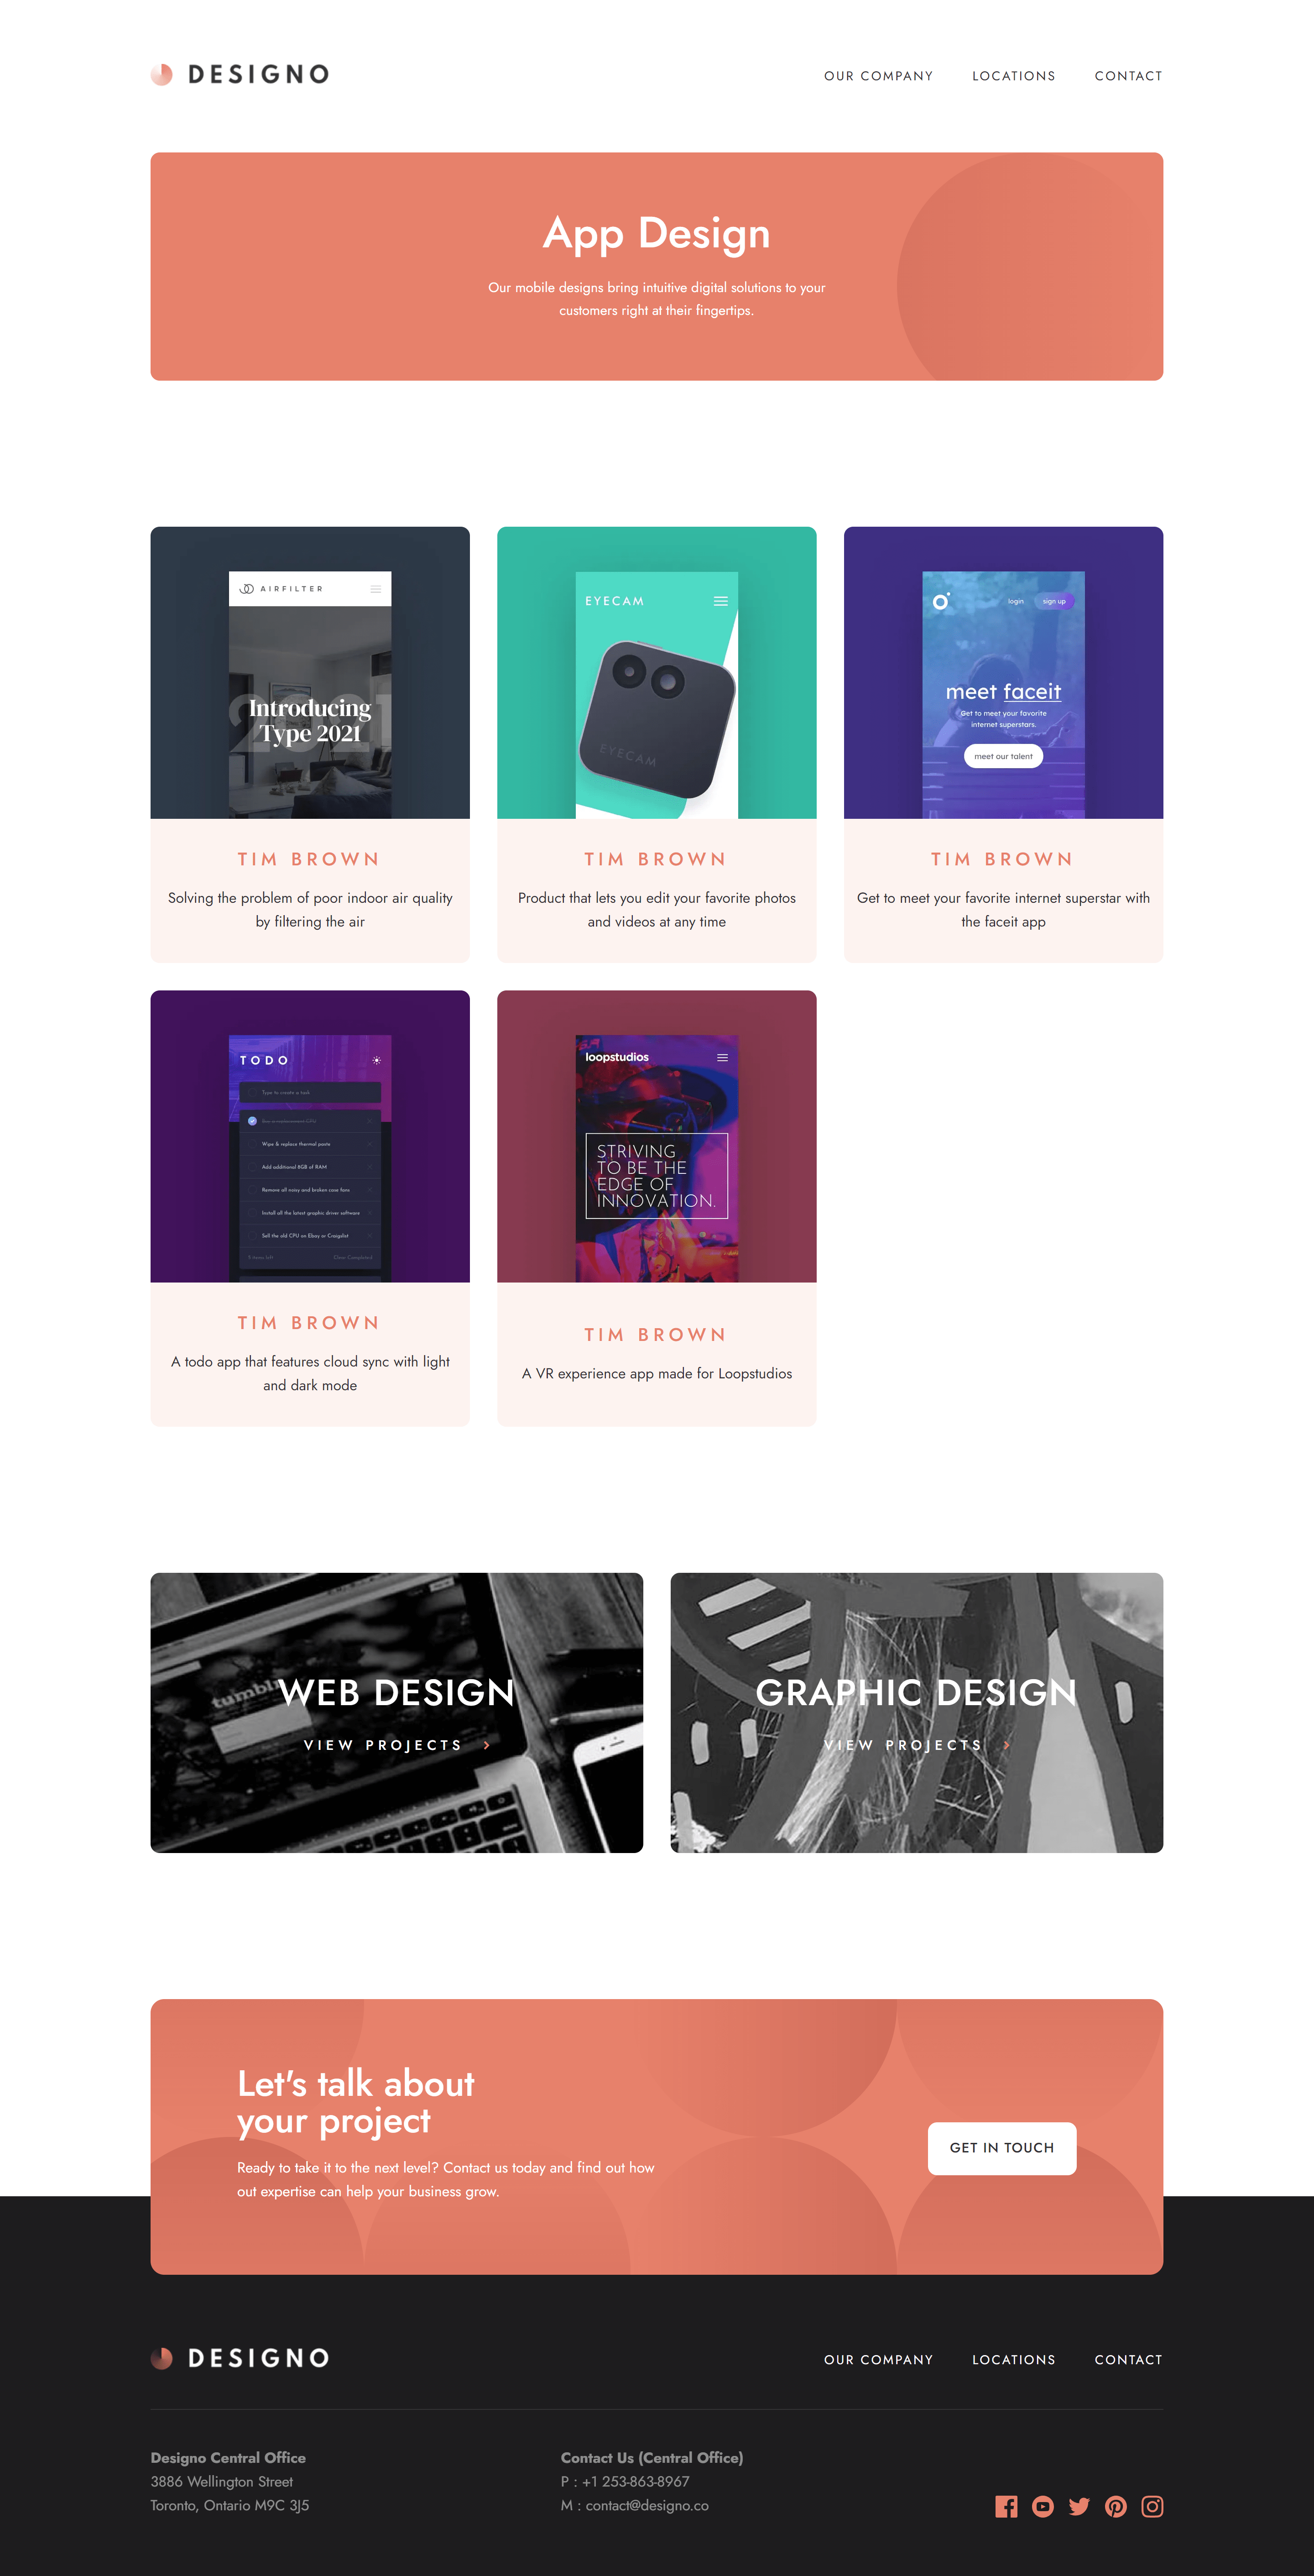 DESIGNO
OUR COMPANY
LOCATIONS
CONTACT
App Design
Our mobile designs bring intuitive digital solutions to your
customers right at their fingertips.
AIRFILTER
2021
Introducing
Type 2021
EYECAM
EYECAM
login
sign up
meet faceit
Get to meet your favorite
internet superstars.
meet our talent
TIM BROWN
Solving the problem of poor indoor air quality
by filtering the air
TIM BROWN
Product that lets you edit your favorite photos
and videos at any time
TIM BROWN
Get to meet your favorite internet superstar with
the faceit app
TODO
Type to create a task
Wipe & replace thermal paste
Add additional 8GB of RAM
Remove all noisy and broken case fans
Install all the latest graphic driver software
Sell the old CPU on Ebay or Craigslist
loopstudios
STRIVING
TO BE THE
EDGE OF
INNOVATION.
TIM BROWN
A todo app that features cloud sync with light
and dark mode
TIM BROWN
A VR experience app made for Loopstudios
tumblr
WEB DESIGN
VIEW PROJECTS
GRAPHIC DESIGN
VIEW PROJECTS
Let's talk about
your project
Ready to take it to the next level? Contact us today and find out how
out expertise can help your business grow.
GET IN TOUCH
DESIGNO
OUR COMPANY
LOCATIONS
CONTACT
Designo Central Office
3886 Wellington Street
Toronto, Ontario M9C 3J5
Contact Us (Central Office)
P : +1 253-863-8967
M : contact@designo.co